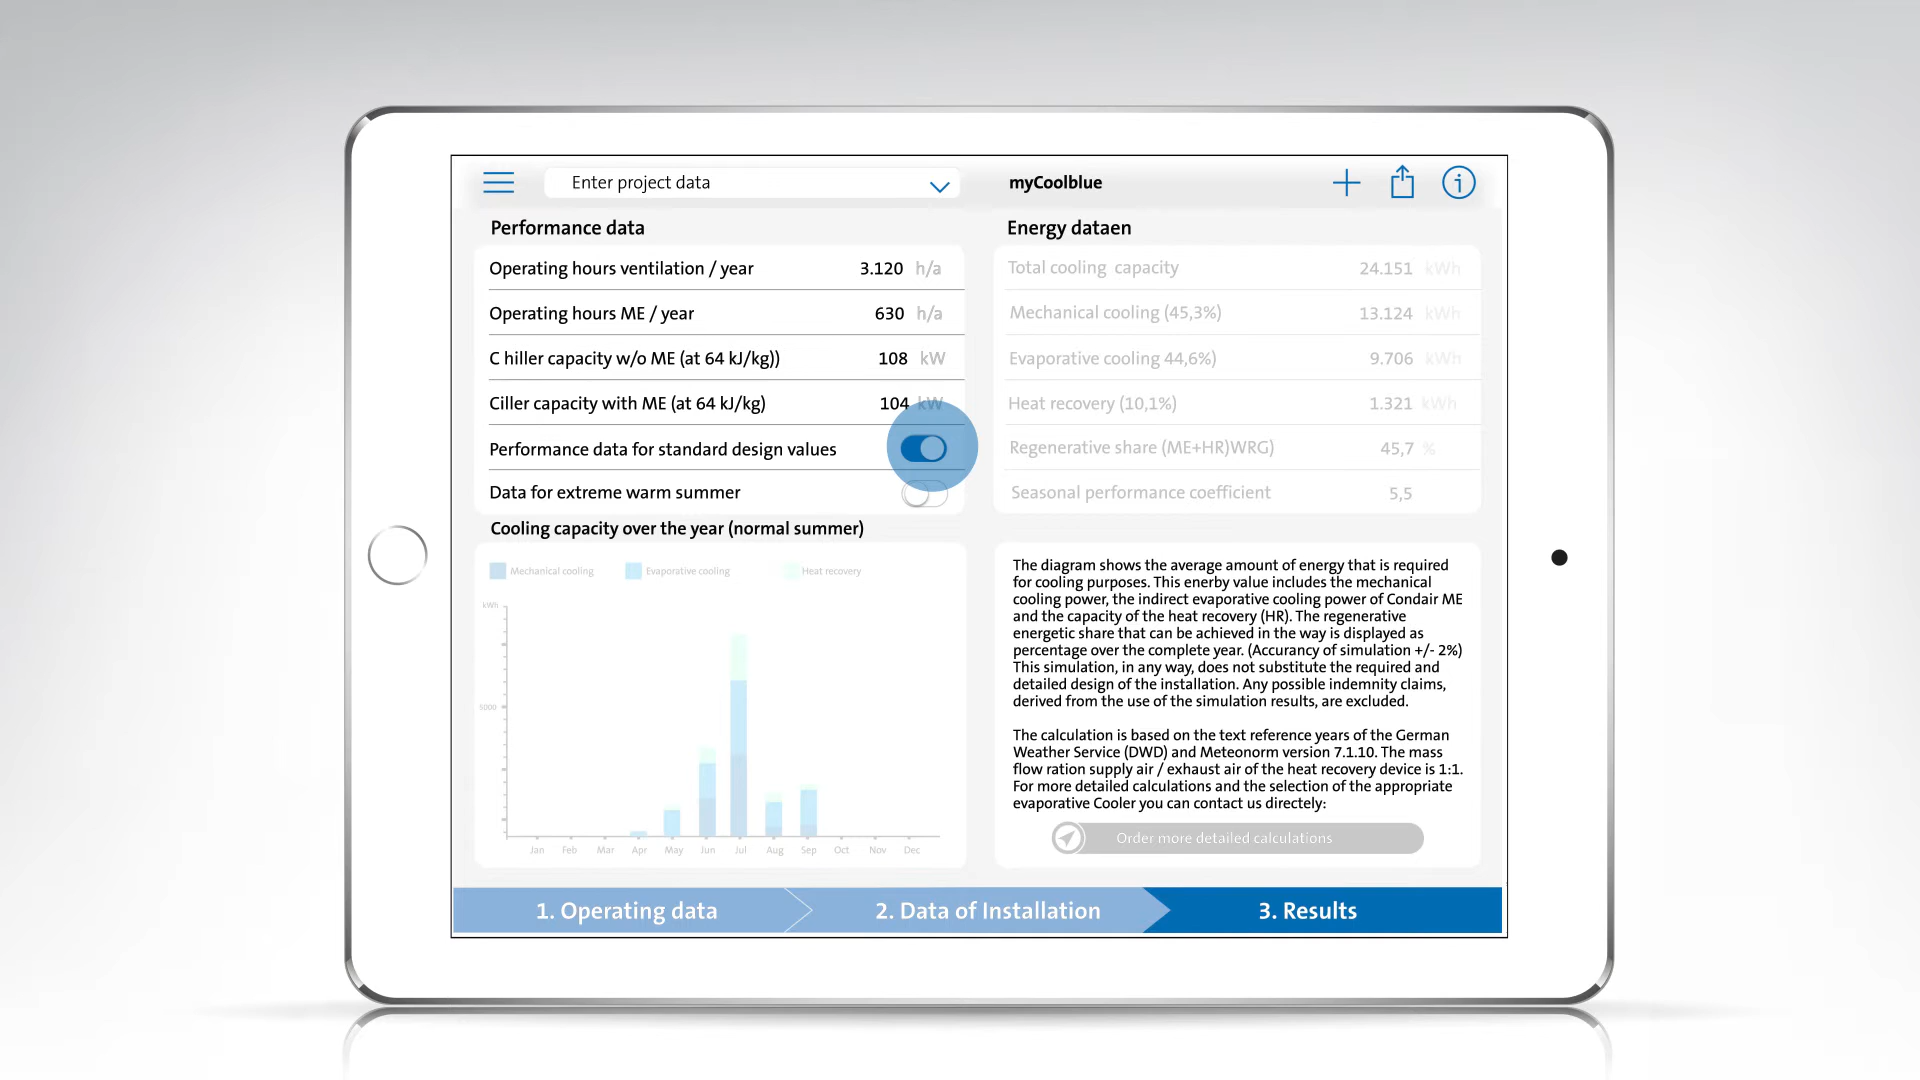 Enter project data
myCoolblue
Performance data
Operating hours ventilation / year 3.120 h/a
Operating hours ME / year 630 h/a
C hiller capacity w/o ME (at 64 kJ/kg)) 108 kW
Ciller capacity with ME (at 64 kJ/kg) 104 kW
Performance data for standard design values
Data for extreme warm summer
Energy dataen
Total cooling capacity 24.151 kWh
Mechanical cooling (45,3%) 13.124 kWh
Evaporative cooling 44,6%) 9.706 kWh
Heat recovery (10,1%) 1.321 kWh
Regenerative share (ME+HR)WRG) 45,7 %
Seasonal performance coefficient 5,5
Cooling capacity over the year (normal summer)
Mechanical cooling Evaporative cooling Heat recovery
kWh
5000
Jan Feb Mar Apr May Jun Jul Aug Sep Oct Nov Dec
The diagram shows the average amount of energy that is required
for cooling purposes. This enerby value includes the mechanical
cooling power, the indirect evaporative cooling power of Condair ME
and the capacity of the heat recovery (HR). The regenerative
energetic share that can be achieved in the way is displayed as
percentage over the complete year. (Accurancy of simulation +/- 2%)
This simulation, in any way, does not substitute the required and
detailed design of the installation. Any possible indemnity claims,
derived from the use of the simulation results, are excluded.
The calculation is based on the text reference years of the German
Weather Service (DWD) and Meteonorm version 7.1.10. The mass
flow ration supply air / exhaust air of the heat recovery device is 1:1.
For more detailed calculations and the selection of the appropriate
evaporative Cooler you can contact us directely:
Order more detailed calculations
1. Operating data
2. Data of Installation
3. Results